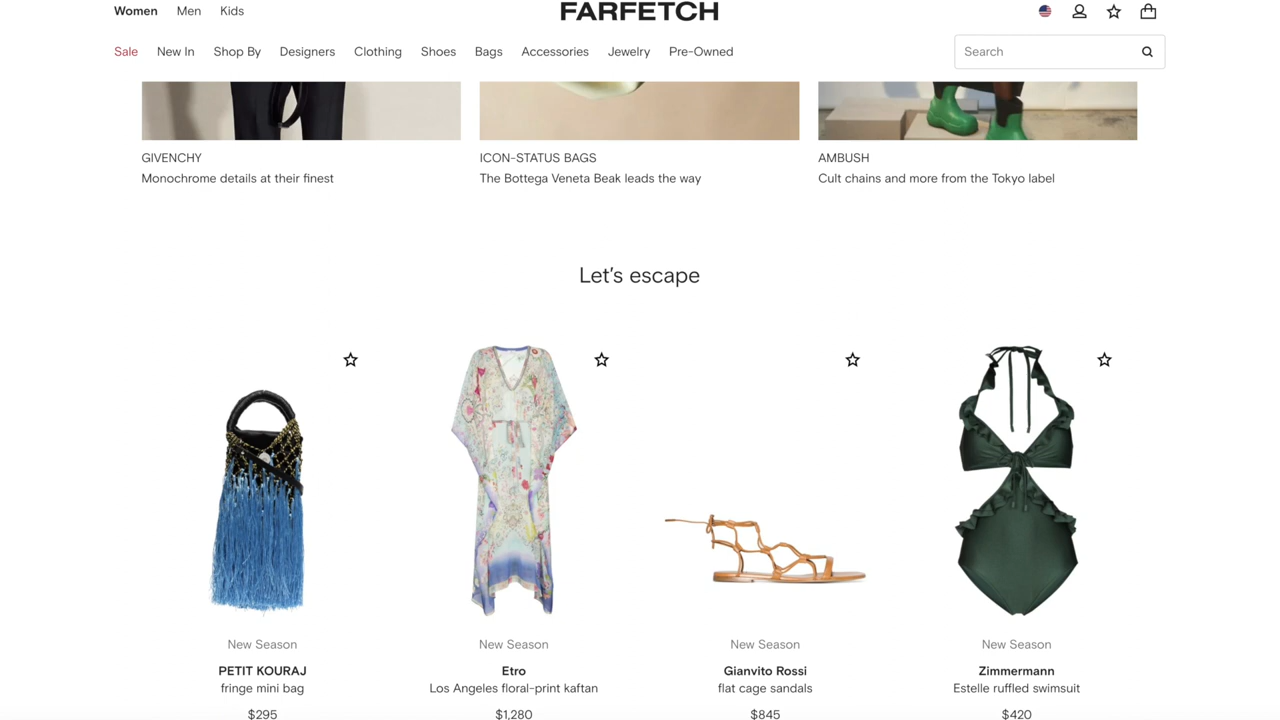 Women Men Kids
FARFETCH
Sale New In Shop By Designers Clothing Shoes Bags Accessories Jewelry Pre-Owned
Search
GIVENCHY
Monochrome details at their finest
ICON-STATUS BAGS
The Bottega Veneta Beak leads the way
AMBUSH
Cult chains and more from the Tokyo label
Let's escape
New Season
PETIT KOURAJ
fringe mini bag
$295
New Season
Etro
Los Angeles floral-print kaftan
$1,280
New Season
Gianvito Rossi
flat cage sandals
$845
New Season
Zimmermann
Estelle ruffled swimsuit
$420